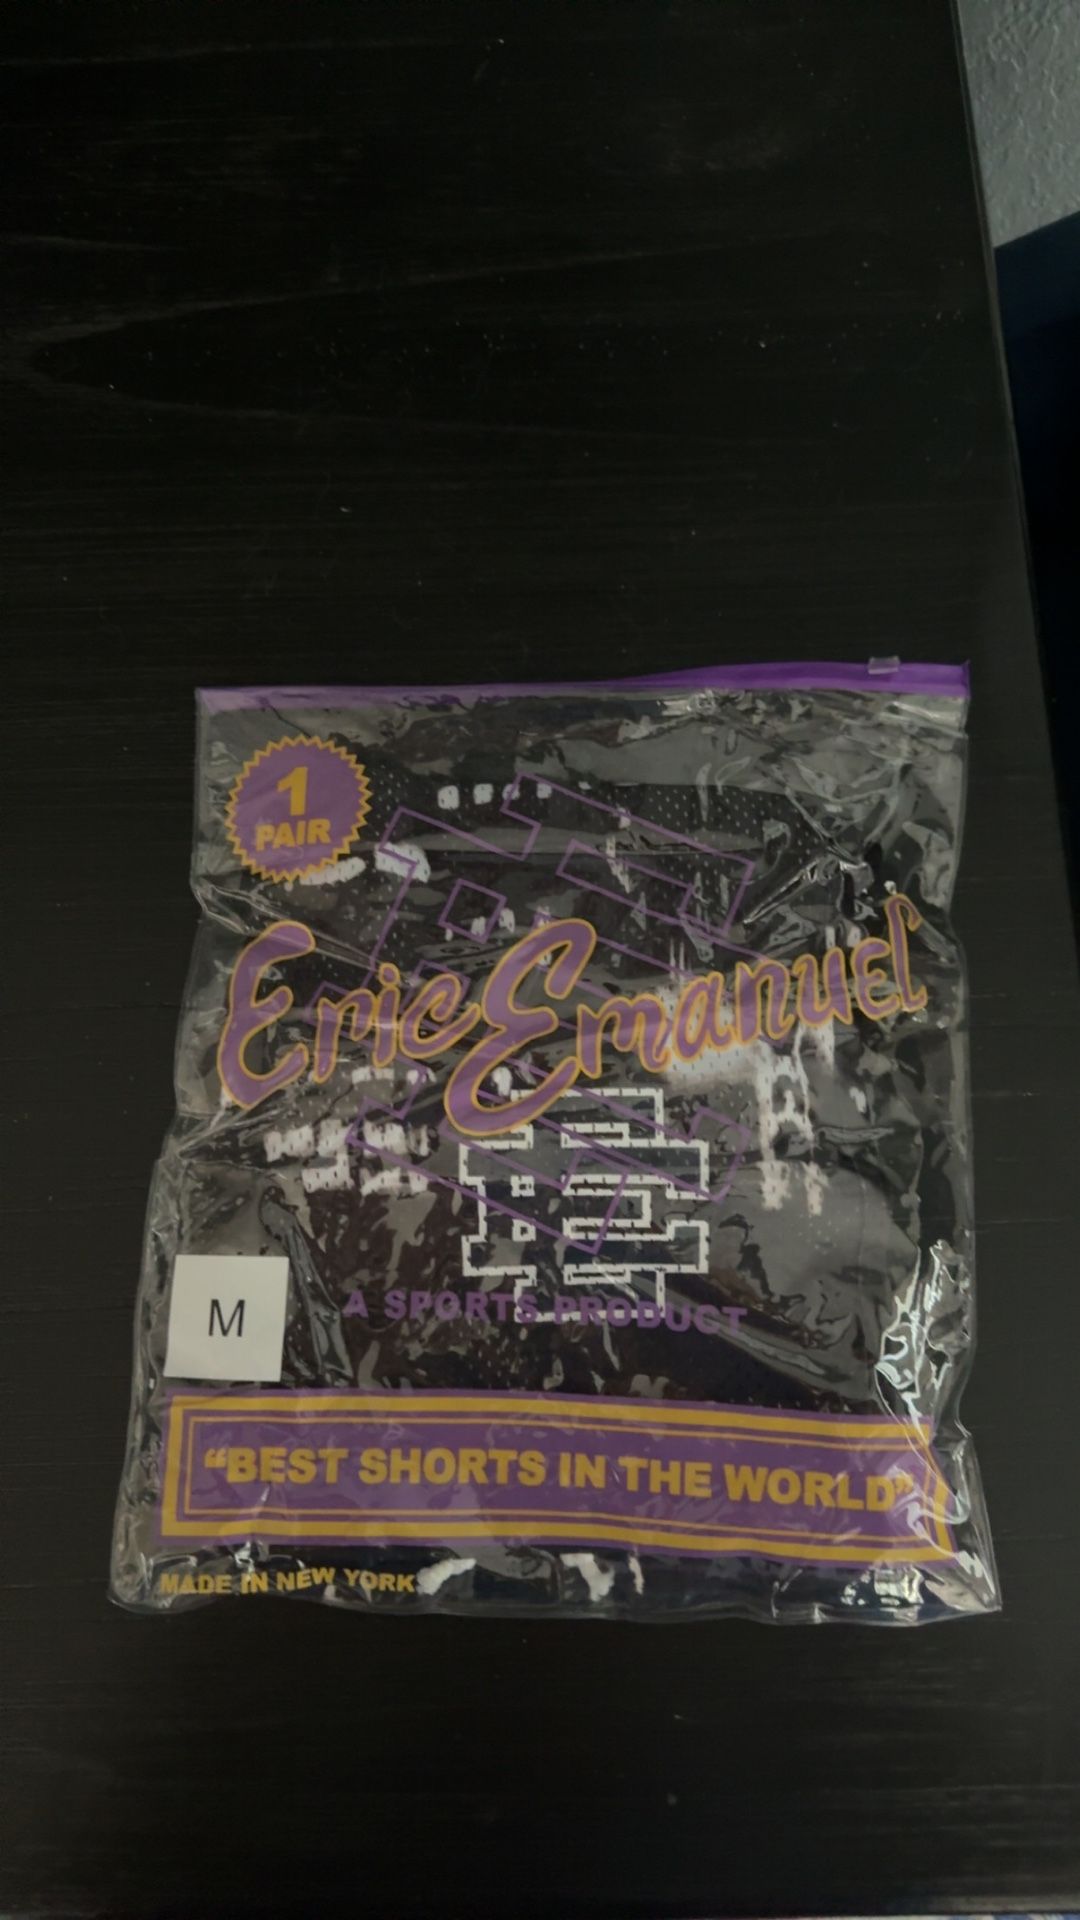 1
PAIR
Eric Emanuel
M
A SPORTS PRODUCT
“BEST SHORTS IN THE WORLD”
MADE IN NEW YORK